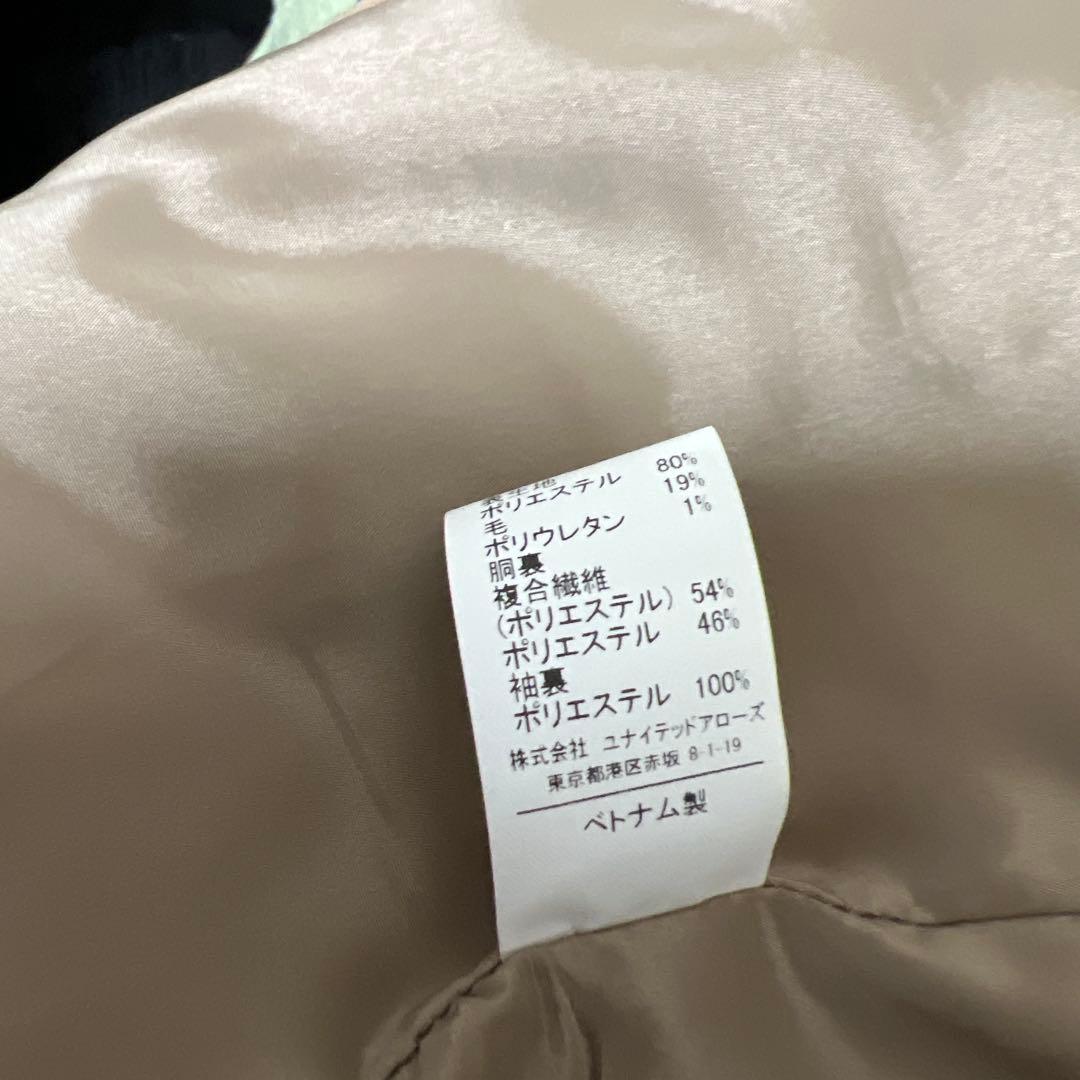 表生地
ポリエステル 80%
毛 19%
ポリウレタン 1%
胴裏
複合繊維
(ポリエステル) 54%
ポリエステル 46%
袖裏
ポリエステル 100%
株式会社 ユナイテッドアローズ
東京都港区赤坂 8-1-19
ベトナム製